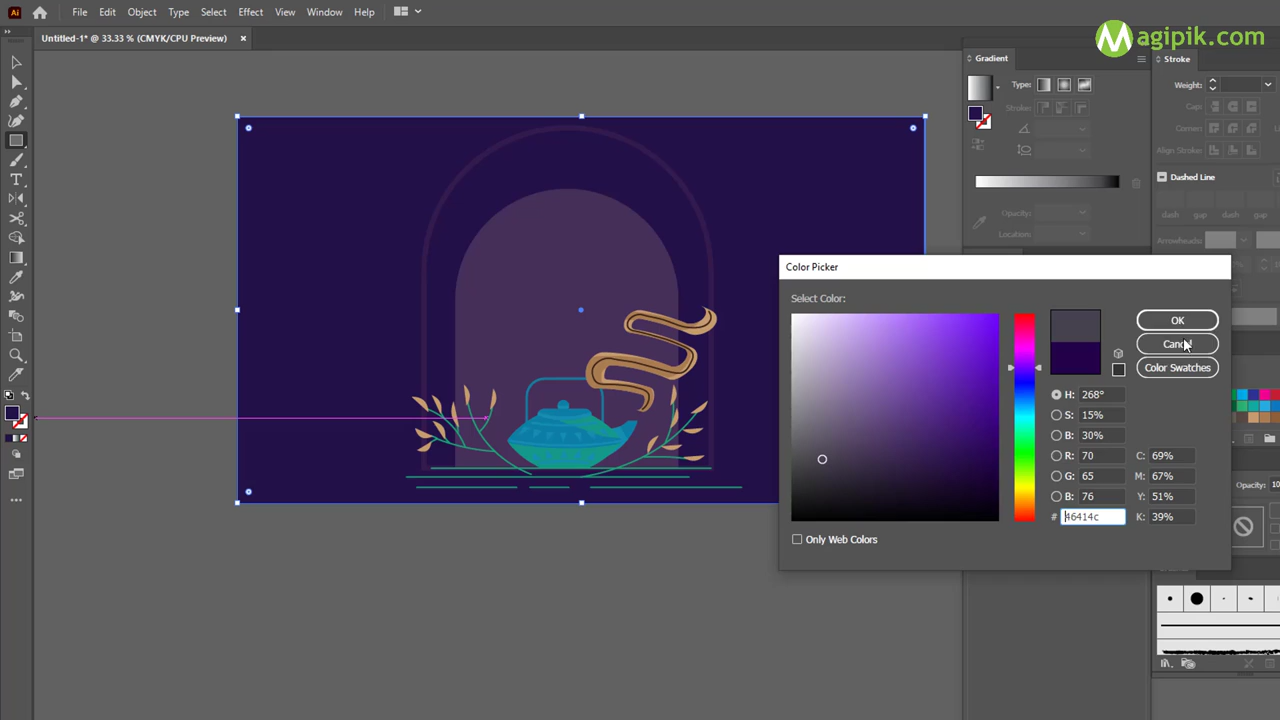 Ai File Edit Object Type Select Effect View Window Help
Magipik.com
Untitled-1* @ 33.33 % (CMYK/CPU Preview)
Gradient
Stroke
Type:
Weight:
Stroke:
Cap:
Corner:
Align Stroke:
Dashed Line
dash gap dash gap
Opacity:
Location:
Arrowheads:
Color Picker
Select Color:
OK
Cancel
Color Swatches
H: 268°
S: 15%
B: 30%
R: 70
G: 65
B: 76
# 46414c
C: 69%
M: 67%
Y: 51%
K: 39%
Only Web Colors
Opacity: 10